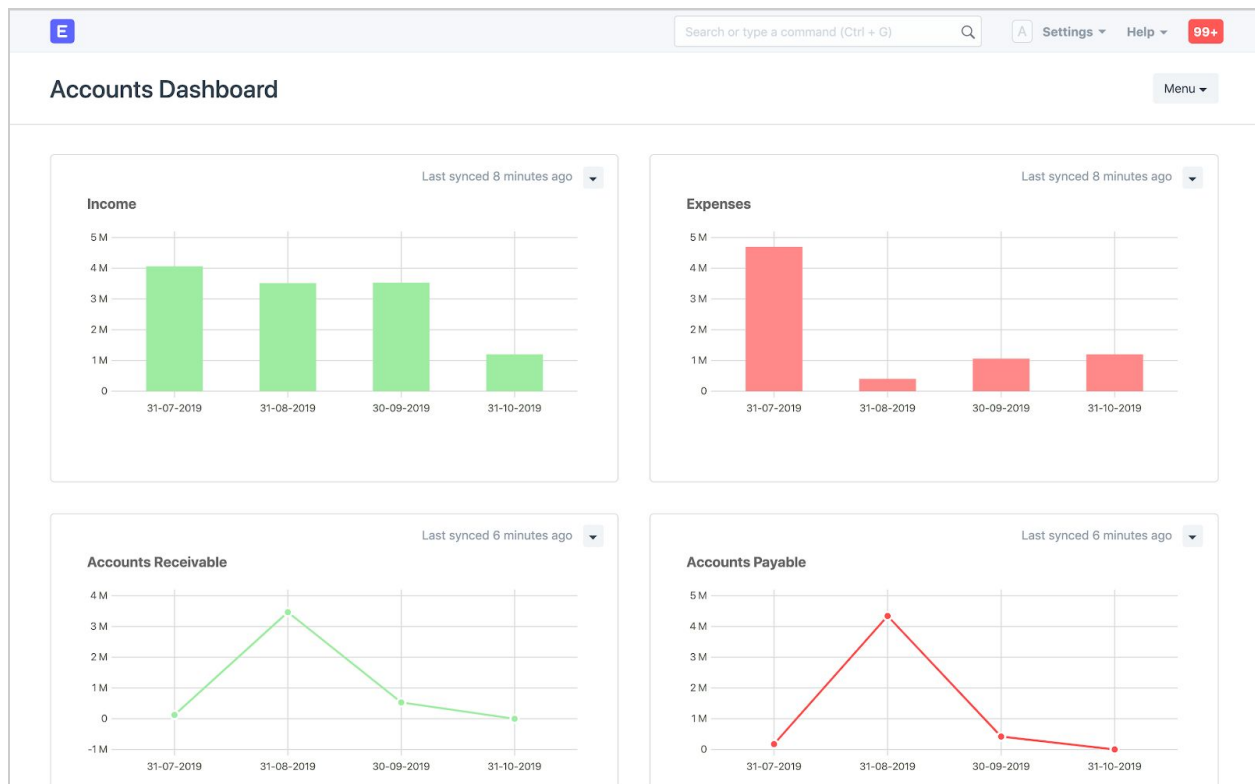 E
Search or type a command (Ctrl + G)
A Settings Help 99+
Accounts Dashboard
Menu
Last synced 8 minutes ago
Income
5 M
4 M
3 M
2 M
1 M
0
31-07-2019 31-08-2019 30-09-2019 31-10-2019
Last synced 8 minutes ago
Expenses
5 M
4 M
3 M
2 M
1 M
0
31-07-2019 31-08-2019 30-09-2019 31-10-2019
Last synced 6 minutes ago
Accounts Receivable
4 M
3 M
2 M
1 M
0
-1 M
31-07-2019 31-08-2019 30-09-2019 31-10-2019
Last synced 6 minutes ago
Accounts Payable
5 M
4 M
3 M
2 M
1 M
0
31-07-2019 31-08-2019 30-09-2019 31-10-2019